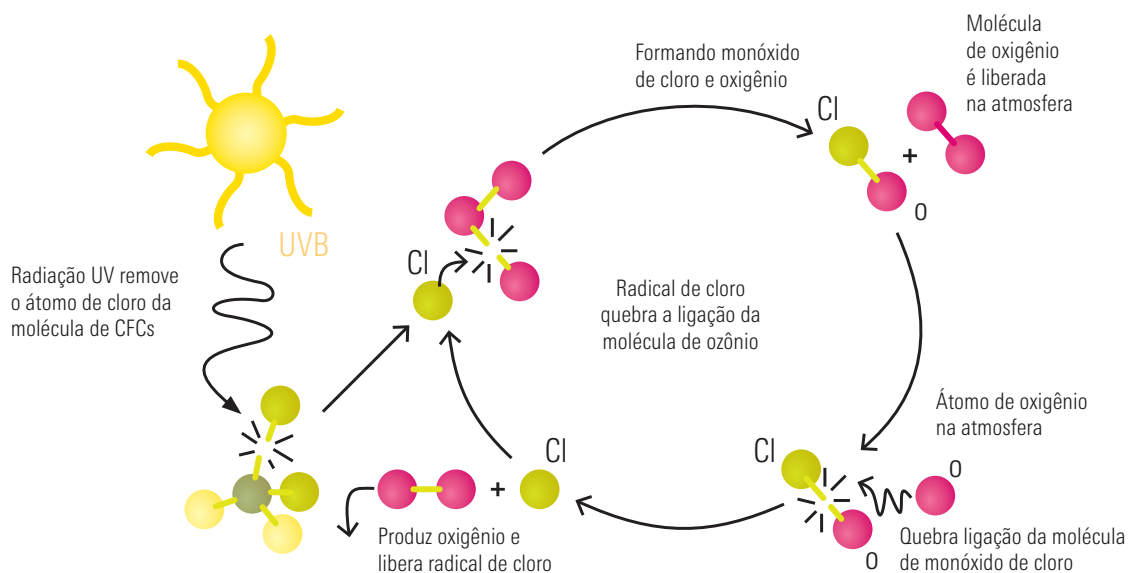 UVB
Radiação UV remove
o átomo de cloro da
molécula de CFCs
Cl
Formando monóxido
de cloro e oxigênio
Molécula
de oxigênio
é liberada
na atmosfera
Cl
+
O
Radical de cloro
quebra a ligação da
molécula de ozônio
Átomo de oxigênio
na atmosfera
Cl
O
O
Quebra ligação da molécula
de monóxido de cloro
+
Cl
Produz oxigênio e
libera radical de cloro